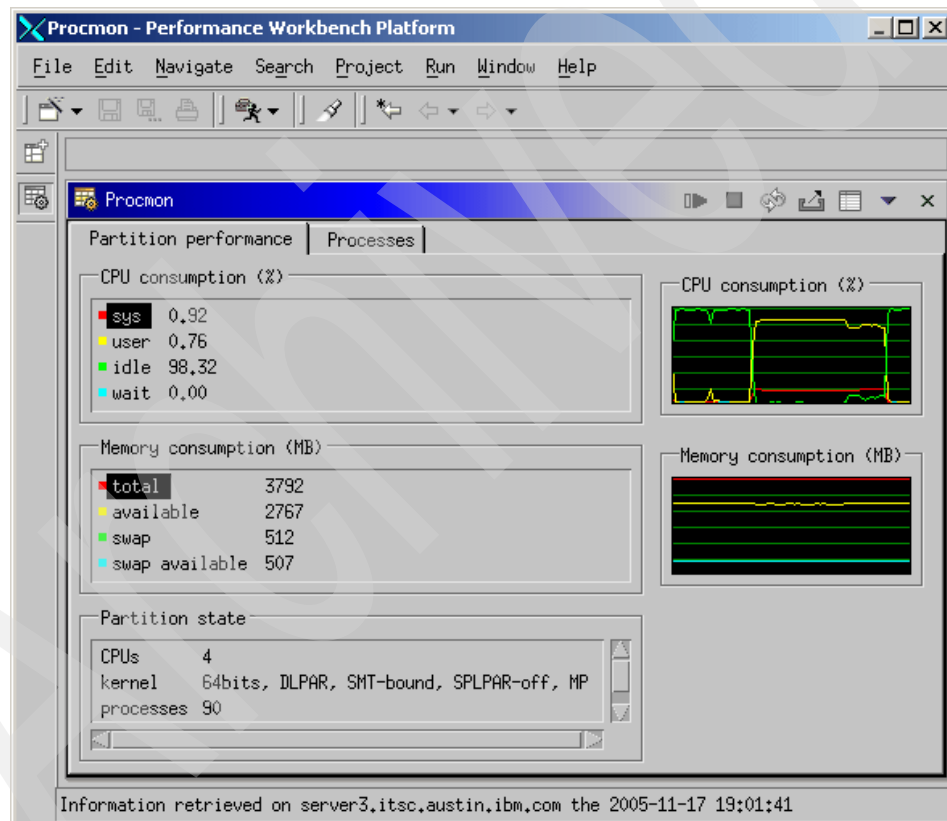 Procmon - Performance Workbench Platform
File Edit Navigate Search Project Run Window Help
Procmon
Partition performance Processes
CPU consumption (%)
sys 0.92
user 0.76
idle 98.32
wait 0.00
CPU consumption (%)
Memory consumption (MB)
total 3792
available 2767
swap 512
swap available 507
Memory consumption (MB)
Partition state
CPUs 4
kernel 64bits, DLPAR, SMT-bound, SPLPAR-off, MP
processes 90
Information retrieved on server3.itsc.austin.ibm.com the 2005-11-17 19:01:41